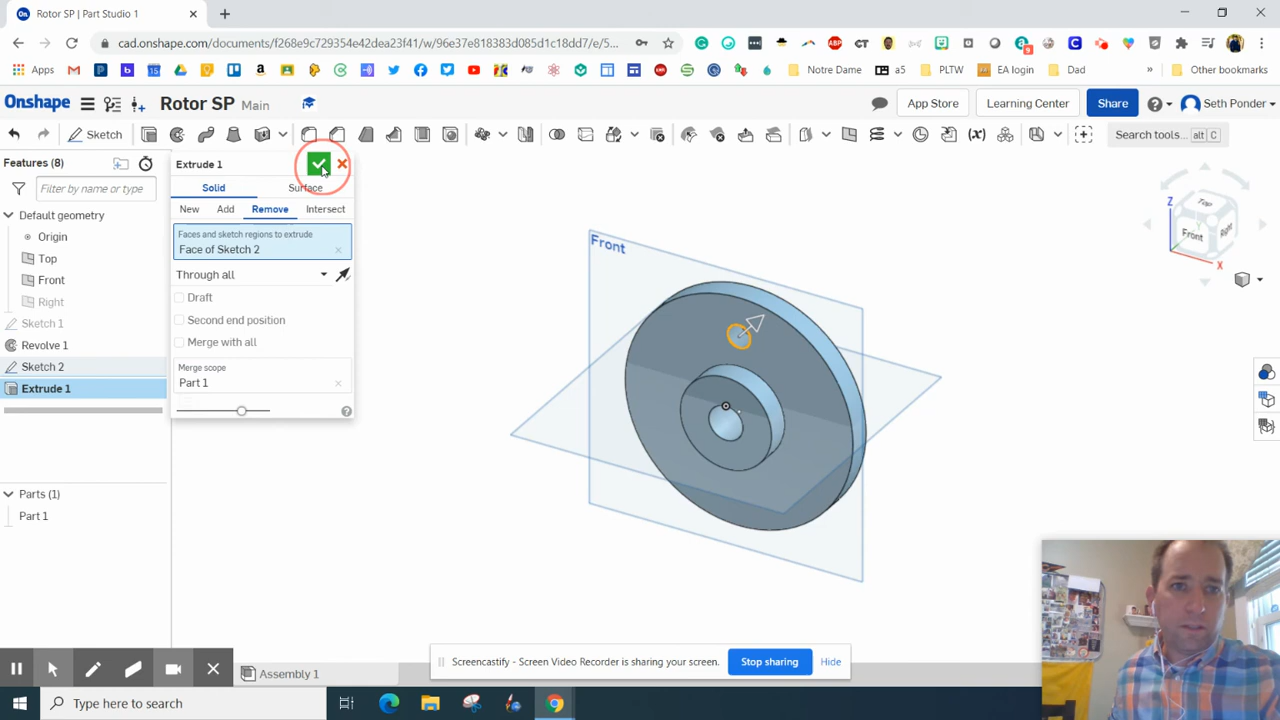 Rotor SP | Part Studio 1
cad.onshape.com/documents/f268e9c729354e42dea23f41/w/96c37e818383d0581d1c18dd7/e/5...
Apps
Notre Dame
a5
PLTW
EA login
Dad
»
Other bookmarks
Onshape
Rotor SP Main
App Store
Learning Center
Share
Seth Ponder
Sketch
Search tools...
alt C
Features (8)
Filter by name or type
Default geometry
Origin
Top
Front
Right
Sketch 1
Revolve 1
Sketch 2
Extrude 1
Parts (1)
Part 1
Extrude 1
Solid
Surface
New
Add
Remove
Intersect
Faces and sketch regions to extrude
Face of Sketch 2
Through all
Draft
Second end position
Merge with all
Merge scope
Part 1
Front
Z
Top
Front
Right
X
Assembly 1
Screencastify - Screen Video Recorder is sharing your screen.
Stop sharing
Hide
Type here to search